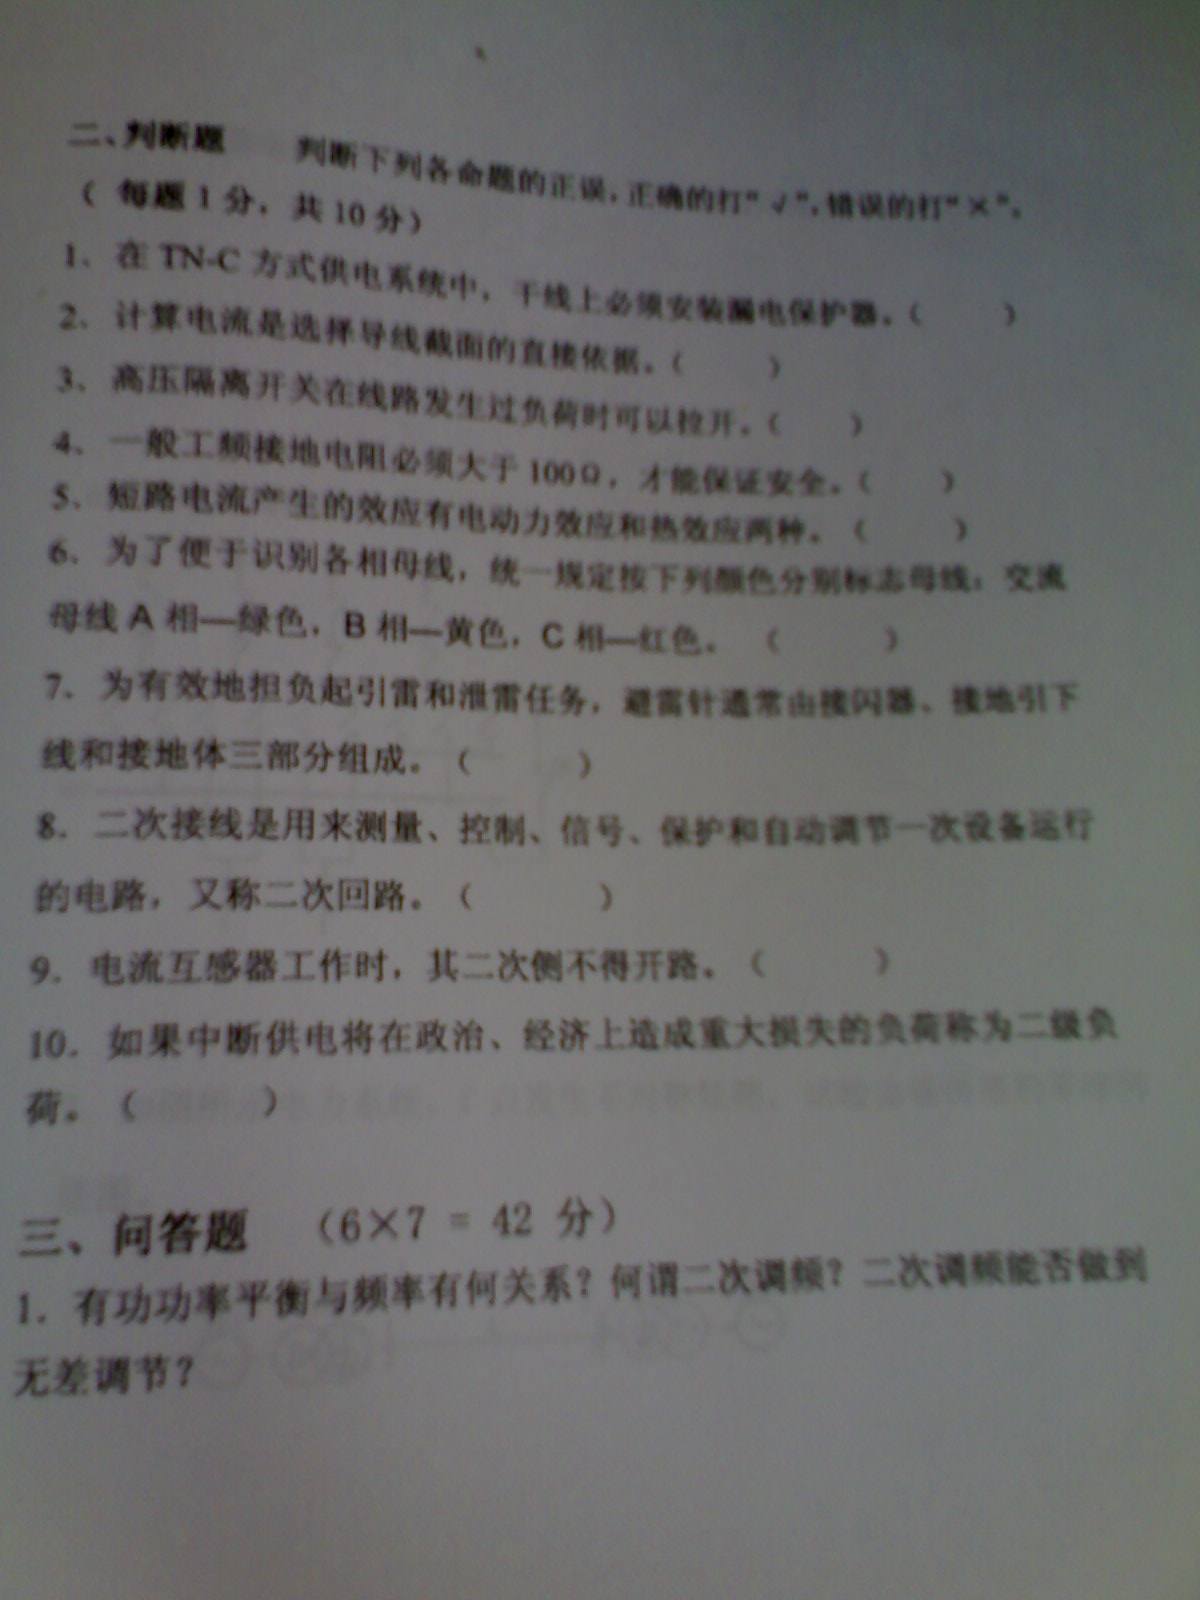 二、判断题 判断下列各命题的正误，正确的打“√”，错误的打“×”。
（ 每题1分，共10分）
1．在TN-C方式供电系统中，干线上必须安装漏电保护器。（ ）
2．计算电流是选择导线截面的直接依据。（ ）
3．高压隔离开关在线路发生过负荷时可以拉开。（ ）
4．一般工频接地电阻必须大于100Ω，才能保证安全。（ ）
5．短路电流产生的效应有电动力效应和热效应两种。（ ）
6．为了便于识别各相母线，统一规定按下列颜色分别标志母线：交流
母线A相—绿色，B相—黄色，C相—红色。（ ）
7．为有效地担负起引雷和泄雷任务，避雷针通常由接闪器、接地引下
线和接地体三部分组成。（ ）
8．二次接线是用来测量、控制、信号、保护和自动调节一次设备运行
的电路，又称二次回路。（ ）
9．电流互感器工作时，其二次侧不得开路。（ ）
10．如果中断供电将在政治、经济上造成重大损失的负荷称为二级负
荷。（ ）
三、问答题 （6×7 = 42 分）
1．有功功率平衡与频率有何关系？何谓二次调频？二次调频能否做到
无差调节？